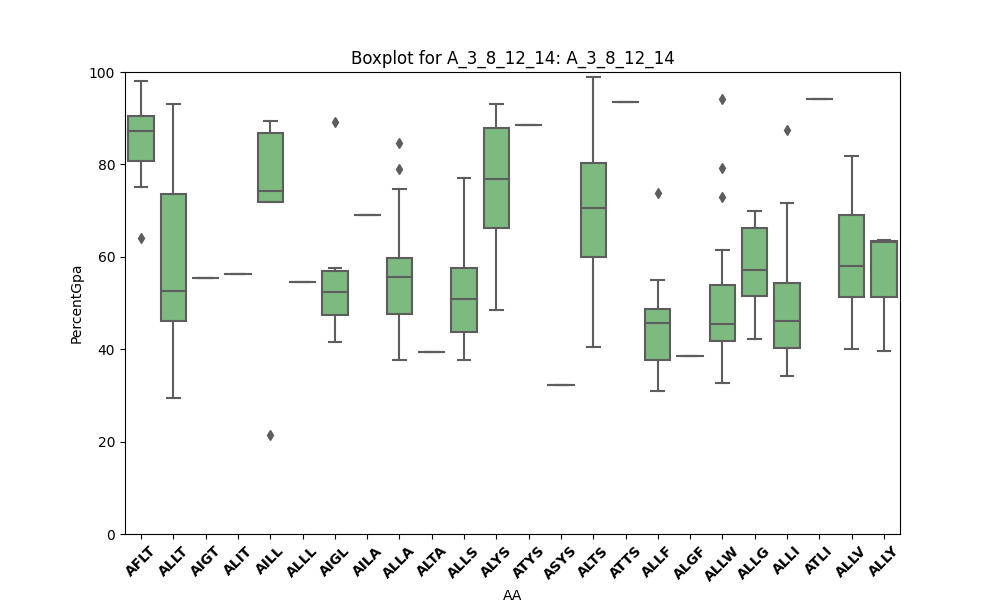 Boxplot for A_3_8_12_14: A_3_8_12_14
100
80
60
40
20
0
PercentGpa
AFLT ALLT AIGT ALIT AILL ALLL AIGL AILA ALLA ALTA ALLS ALYS ATYS ASYS ALTS ATTS ALLF ALGF ALLW ALLG ALLI ATLI ALLV ALLY
AA